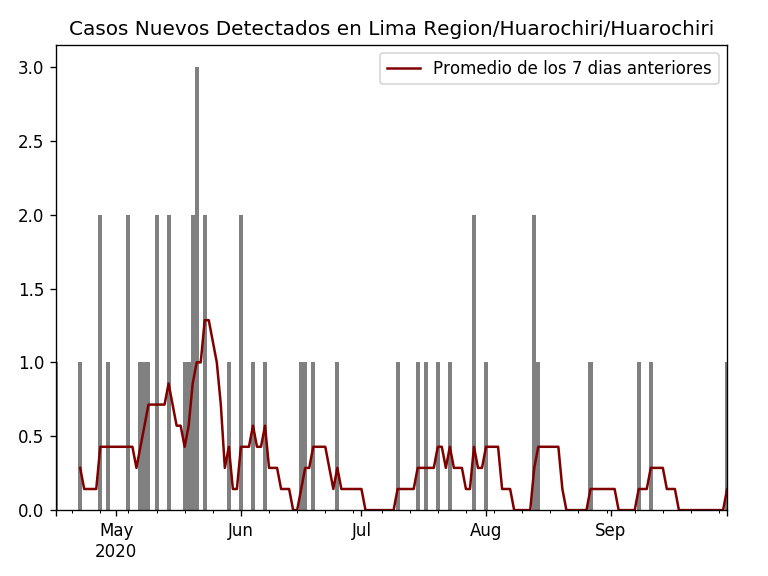 Casos Nuevos Detectados en Lima Region/Huarochiri/Huarochiri
Promedio de los 7 dias anteriores
3.0
2.5
2.0
1.5
1.0
0.5
0.0
May Jun Jul Aug Sep
2020